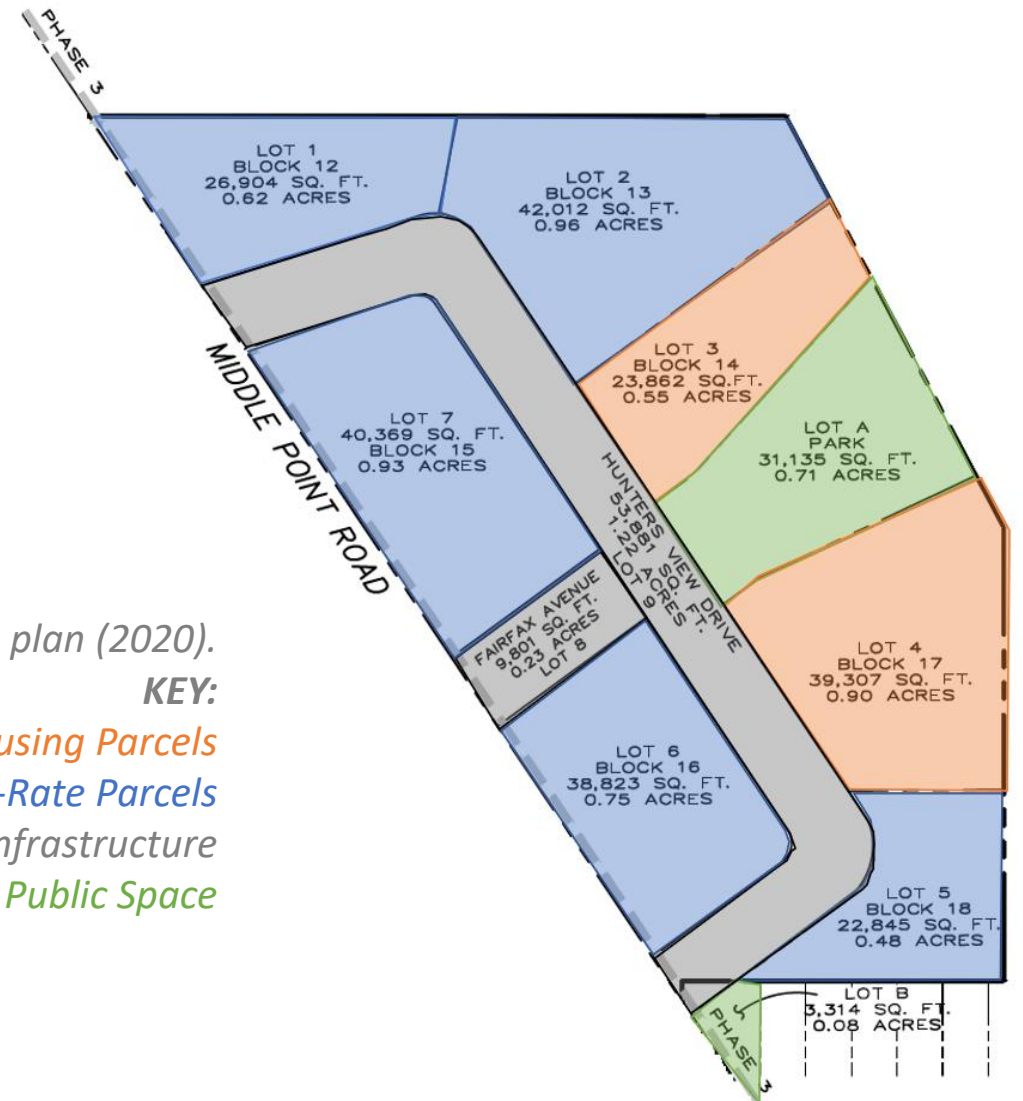 PHASE 3
LOT 1
BLOCK 12
26,904 SQ. FT.
0.62 ACRES
LOT 2
BLOCK 13
42,012 SQ. FT.
0.96 ACRES
LOT 3
BLOCK 14
23,862 SQ.FT.
0.55 ACRES
LOT A
PARK
31,135 SQ. FT.
0.71 ACRES
LOT 7
40,369 SQ. FT.
BLOCK 15
0.93 ACRES
MIDDLE POINT ROAD
HUNTERS VIEW DRIVE
53,881 SQ. FT.
1.22 ACRES
LOT 9
FAIRFAX AVENUE
9,801 SQ. FT.
0.23 ACRES
LOT 8
LOT 4
BLOCK 17
39,307 SQ. FT.
0.90 ACRES
plan (2020).
KEY:
using Parcels
-Rate Parcels
nfrastructure
Public Space
LOT 6
BLOCK 16
38,823 SQ. FT.
0.75 ACRES
LOT 5
BLOCK 18
22,845 SQ. FT.
0.48 ACRES
LOT B
3,314 SQ. FT.
0.08 ACRES
PHASE 3